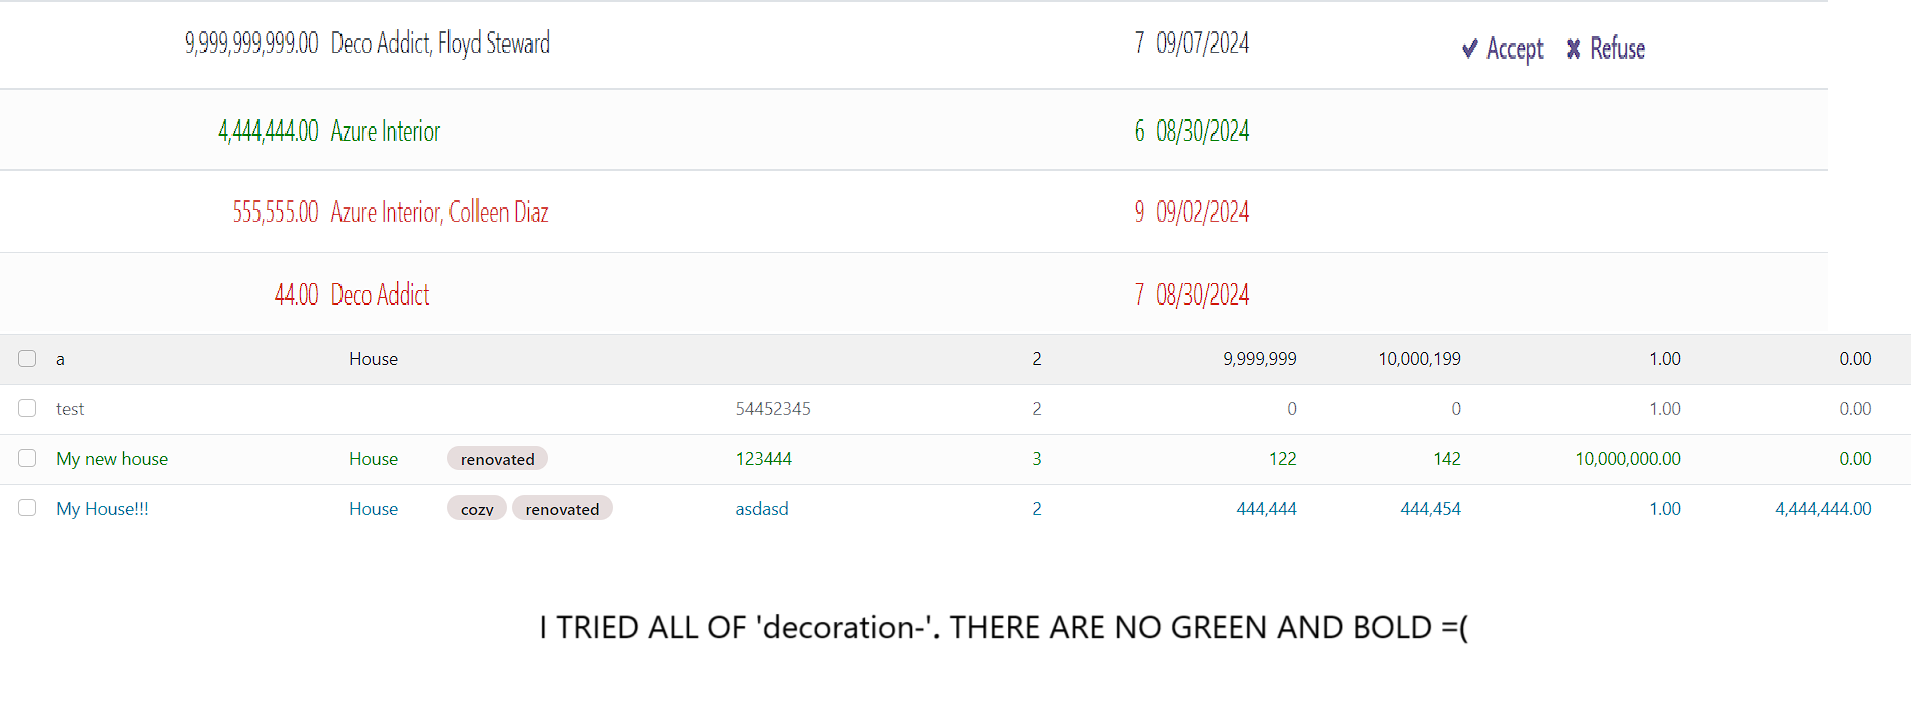 9,999,999,999.00 Deco Addict, Floyd Steward 7 09/07/2024 ✔ Accept ✖ Refuse
4,444,444.00 Azure Interior 6 08/30/2024
555,555.00 Azure Interior, Colleen Diaz 9 09/02/2024
44.00 Deco Addict 7 08/30/2024
a House 2 9,999,999 10,000,199 1.00 0.00
test 54452345 2 0 0 1.00 0.00
My new house House renovated 123444 3 122 142 10,000,000.00 0.00
My House!!! House cozy renovated asdasd 2 444,444 444,454 1.00 4,444,444.00
I TRIED ALL OF 'decoration-'. THERE ARE NO GREEN AND BOLD =(